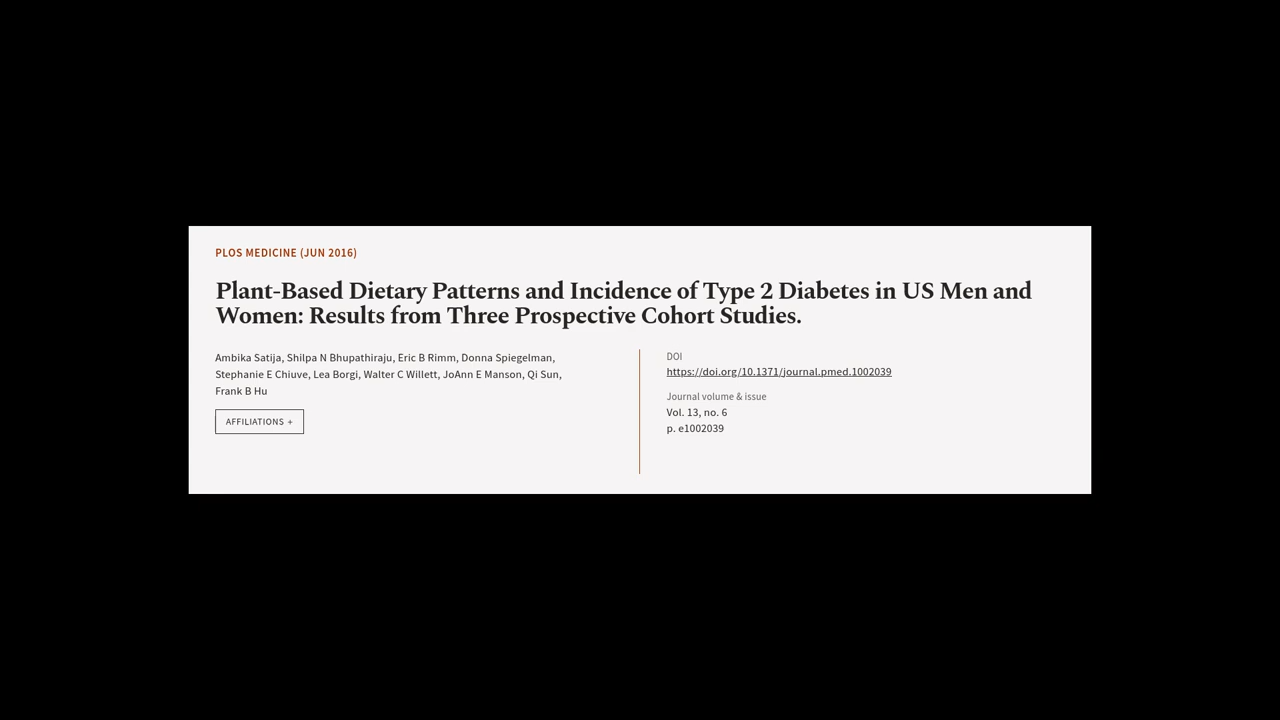 PLOS MEDICINE (JUN 2016)
Plant-Based Dietary Patterns and Incidence of Type 2 Diabetes in US Men and
Women: Results from Three Prospective Cohort Studies.
Ambika Satija, Shilpa N Bhupathiraju, Eric B Rimm, Donna Spiegelman,
Stephanie E Chiuve, Lea Borgi, Walter C Willett, JoAnn E Manson, Qi Sun,
Frank B Hu
AFFILIATIONS +
DOI
https://doi.org/10.1371/journal.pmed.1002039
Journal volume & issue
Vol. 13, no. 6
p. e1002039